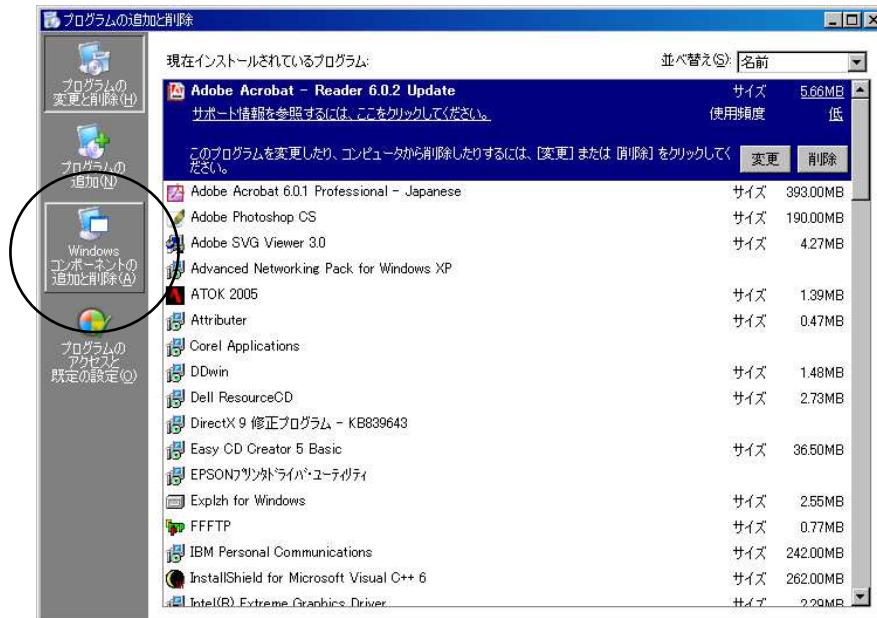 プログラムの追加と削除
プログラムの
変更と削除(H)
プログラムの
追加(N)
Windows
コンポーネントの
追加と削除(A)
プログラムの
アクセスと
既定の設定(O)
現在インストールされているプログラム:
並べ替え(S): 名前
Adobe Acrobat - Reader 6.0.2 Update サイズ 5.66MB
サポート情報を参照するには、ここをクリックしてください。 使用頻度 低
このプログラムを変更したり、コンピュータから削除したりするには、[変更] または [削除] をクリックしてく
ださい。
変更 削除
Adobe Acrobat 6.0.1 Professional - Japanese サイズ 393.00MB
Adobe Photoshop CS サイズ 190.00MB
Adobe SVG Viewer 3.0 サイズ 4.27MB
Advanced Networking Pack for Windows XP
ATOK 2005 サイズ 1.39MB
Attributer サイズ 0.47MB
Corel Applications
DDwin サイズ 1.48MB
Dell ResourceCD サイズ 2.73MB
DirectX 9 修正プログラム - KB839643
Easy CD Creator 5 Basic サイズ 36.50MB
EPSONプリンタドライバ・ユーティリティ
Explzh for Windows サイズ 2.55MB
FFFTP サイズ 0.77MB
IBM Personal Communications サイズ 242.00MB
InstallShield for Microsoft Visual C++ 6 サイズ 262.00MB
Intel(R) Extreme Graphics Driver サイズ 2.29MB